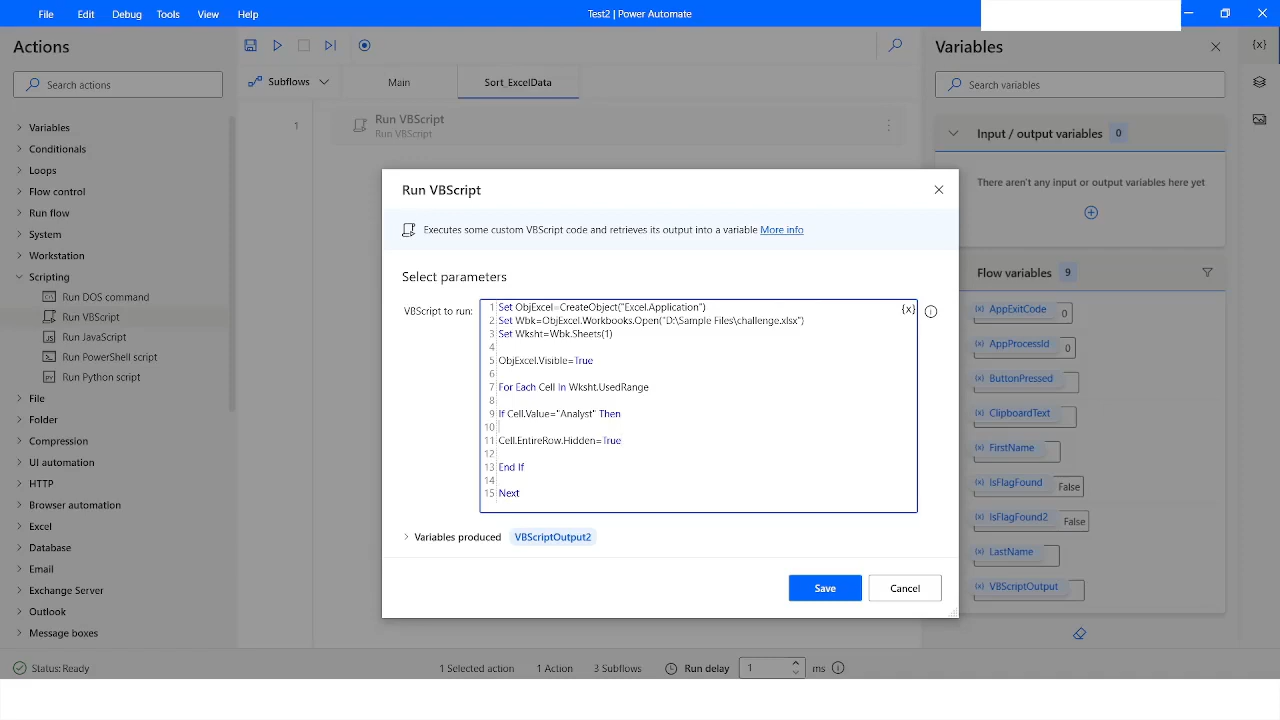 File Edit Debug Tools View Help
Test2 | Power Automate
Actions
Search actions
Variables
Conditionals
Loops
Flow control
Run flow
System
Workstation
Scripting
Run DOS command
Run VBScript
Run JavaScript
Run PowerShell script
Run Python script
File
Folder
Compression
UI automation
HTTP
Browser automation
Excel
Database
Email
Exchange Server
Outlook
Message boxes
Subflows
Main
Sort_ExcelData
1
Run VBScript
Run VBScript
Run VBScript
Executes some custom VBScript code and retrieves its output into a variable More info
Select parameters
VBScript to run:
{x}
1 Set ObjExcel=CreateObject("Excel.Application")
2 Set Wbk=ObjExcel.Workbooks.Open("D:\Sample Files\challenge.xlsx")
3 Set Wksht=Wbk.Sheets(1)
4
5 ObjExcel.Visible=True
6
7 For Each Cell In Wksht.UsedRange
8
9 If Cell.Value="Analyst" Then
10
11 Cell.EntireRow.Hidden=True
12
13 End If
14
15 Next
Variables produced VBScriptOutput2
Save
Cancel
Variables
{x}
Search variables
Input / output variables 0
There aren't any input or output variables here yet
Flow variables 9
(x) AppExitCode 0
(x) AppProcessId 0
(x) ButtonPressed
(x) ClipboardText
(x) FirstName
(x) IsFlagFound False
(x) IsFlagFound2 False
(x) LastName
(x) VBScriptOutput
Status: Ready
1 Selected action
1 Action
3 Subflows
Run delay 1 ms